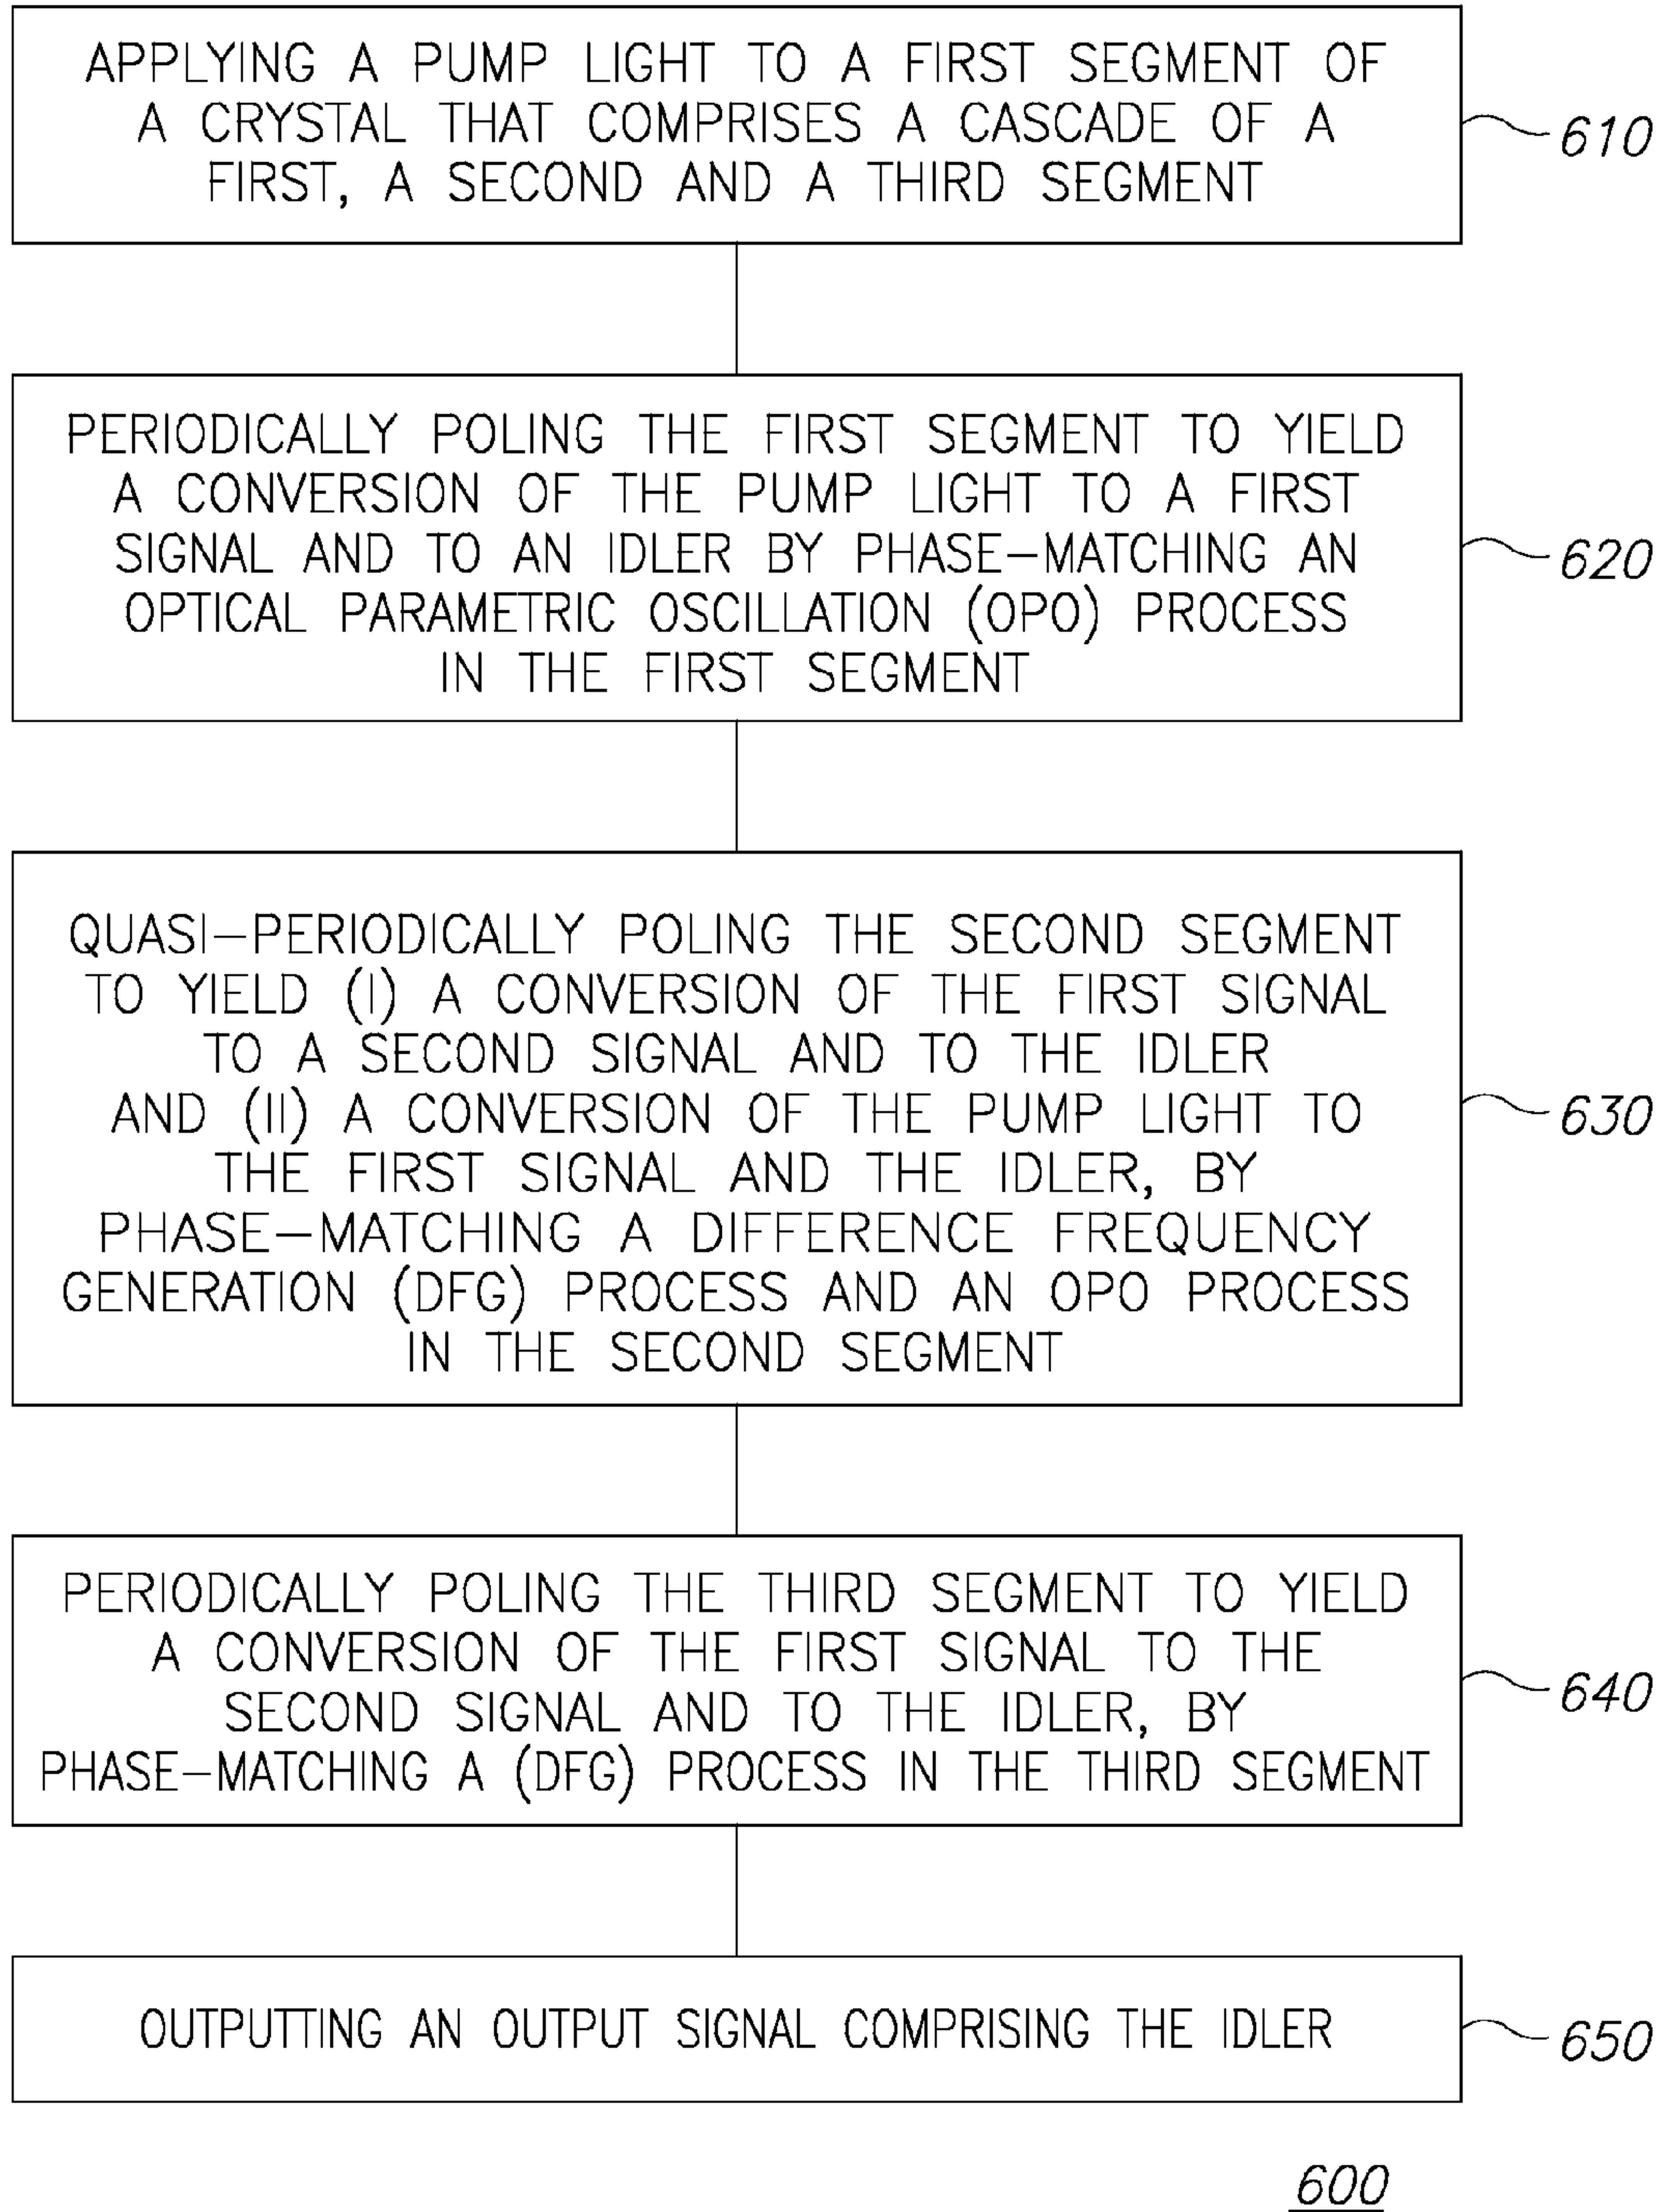 APPLYING A PUMP LIGHT TO A FIRST SEGMENT OF
A CRYSTAL THAT COMPRISES A CASCADE OF A
FIRST, A SECOND AND A THIRD SEGMENT
610
PERIODICALLY POLING THE FIRST SEGMENT TO YIELD
A CONVERSION OF THE PUMP LIGHT TO A FIRST
SIGNAL AND TO AN IDLER BY PHASE-MATCHING AN
OPTICAL PARAMETRIC OSCILLATION (OPO) PROCESS
IN THE FIRST SEGMENT
620
QUASI-PERIODICALLY POLING THE SECOND SEGMENT
TO YIELD (I) A CONVERSION OF THE FIRST SIGNAL
TO A SECOND SIGNAL AND TO THE IDLER
AND (II) A CONVERSION OF THE PUMP LIGHT TO
THE FIRST SIGNAL AND THE IDLER, BY
PHASE-MATCHING A DIFFERENCE FREQUENCY
GENERATION (DFG) PROCESS AND AN OPO PROCESS
IN THE SECOND SEGMENT
630
PERIODICALLY POLING THE THIRD SEGMENT TO YIELD
A CONVERSION OF THE FIRST SIGNAL TO THE
SECOND SIGNAL AND TO THE IDLER, BY
PHASE-MATCHING A (DFG) PROCESS IN THE THIRD SEGMENT
640
OUTPUTTING AN OUTPUT SIGNAL COMPRISING THE IDLER
650
600